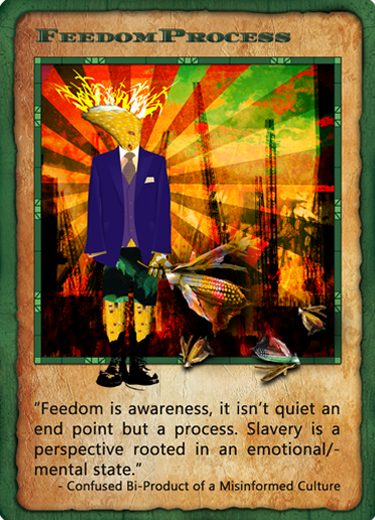 FeedomProcess
“Feedom is awareness, it isn’t quiet an
end point but a process. Slavery is a
perspective rooted in an emotional/-
mental state.”
- Confused Bi-Product of a Misinformed Culture